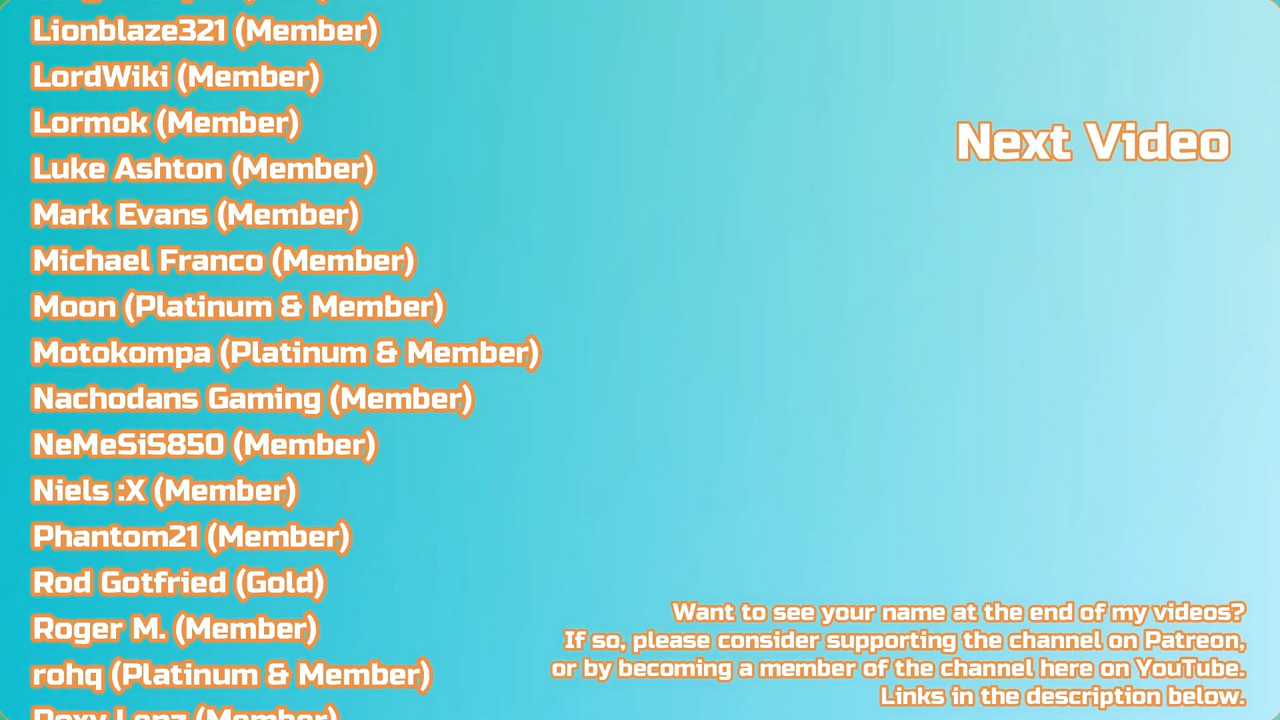 Lionblaze321 (Member)
LordWiki (Member)
Lormok (Member)
Luke Ashton (Member)
Mark Evans (Member)
Michael Franco (Member)
Moon (Platinum & Member)
Motokompa (Platinum & Member)
Nachodans Gaming (Member)
NeMeSiS850 (Member)
Niels :X (Member)
Phantom21 (Member)
Rod Gotfried (Gold)
Roger M. (Member)
rohq (Platinum & Member)
(Member)
Next Video
Want to see your name at the end of my videos?
If so, please consider supporting the channel on Patreon,
or by becoming a member of the channel here on YouTube.
Links in the description below.